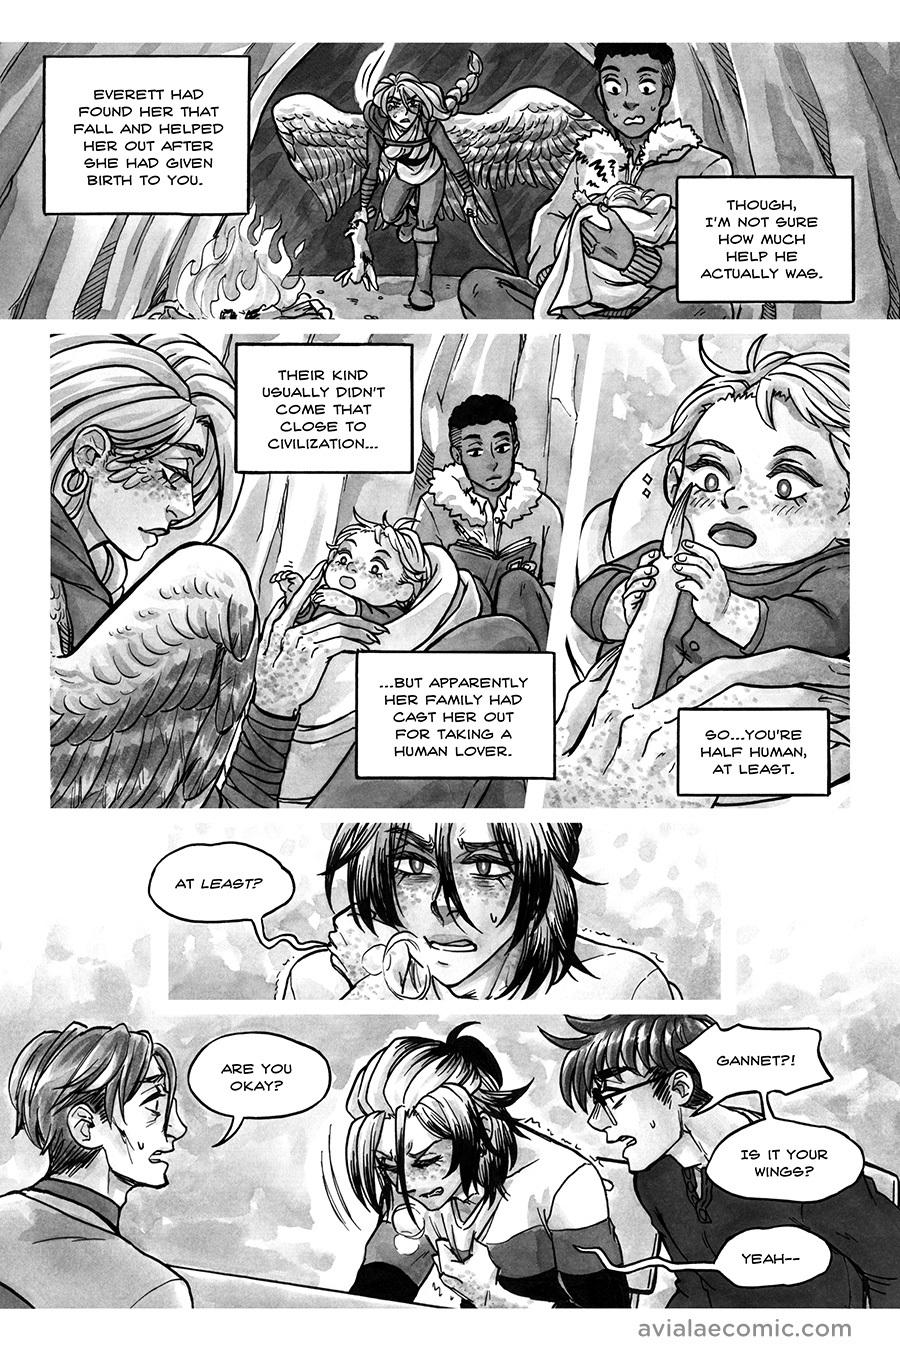 EVERETT HAD
FOUND HER THAT
FALL AND HELPED
HER OUT AFTER
SHE HAD GIVEN
BIRTH TO YOU.
THOUGH,
I'M NOT SURE
HOW MUCH
HELP HE
ACTUALLY WAS.
THEIR KIND
USUALLY DIDN'T
COME THAT
CLOSE TO
CIVILIZATION...
...BUT APPARENTLY
HER FAMILY HAD
CAST HER OUT
FOR TAKING A
HUMAN LOVER.
SO...YOU'RE
HALF HUMAN,
AT LEAST.
AT LEAST?
ARE YOU
OKAY?
GANNET?!
IS IT YOUR
WINGS?
YEAH--
avialaecomic.com